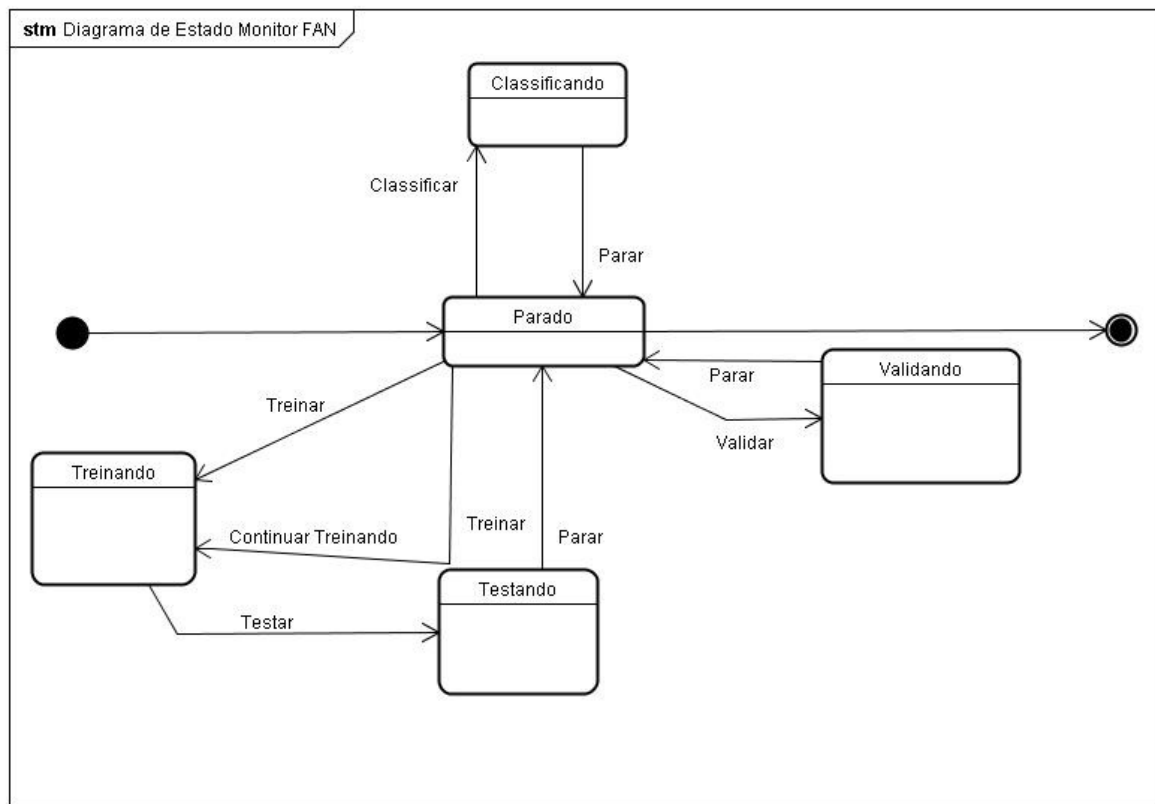 stm Diagrama de Estado Monitor FAN
Classificando
Classificar
Parar
Parado
Parar
Validando
Treinar
Validar
Treinando
Continuar Treinando
Treinar
Parar
Testando
Testar